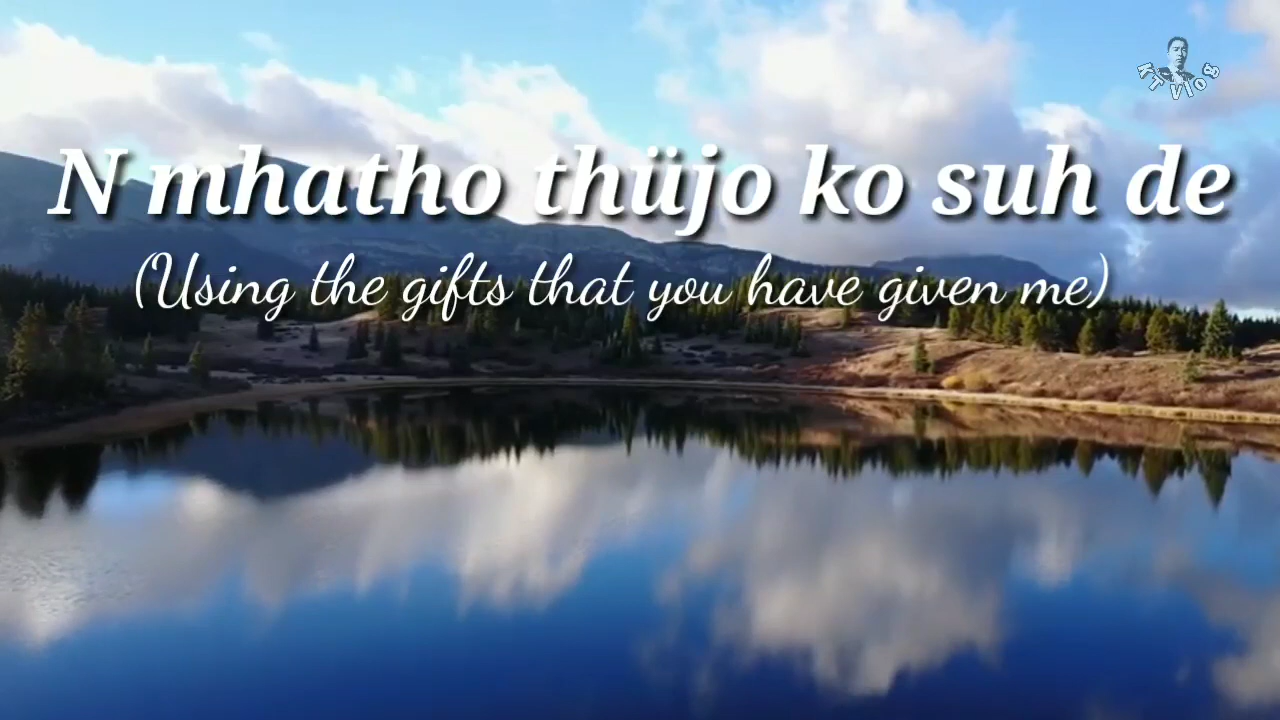 KT Vlog
N mhatho thüjo ko suh de
(Using the gifts that you have given me)